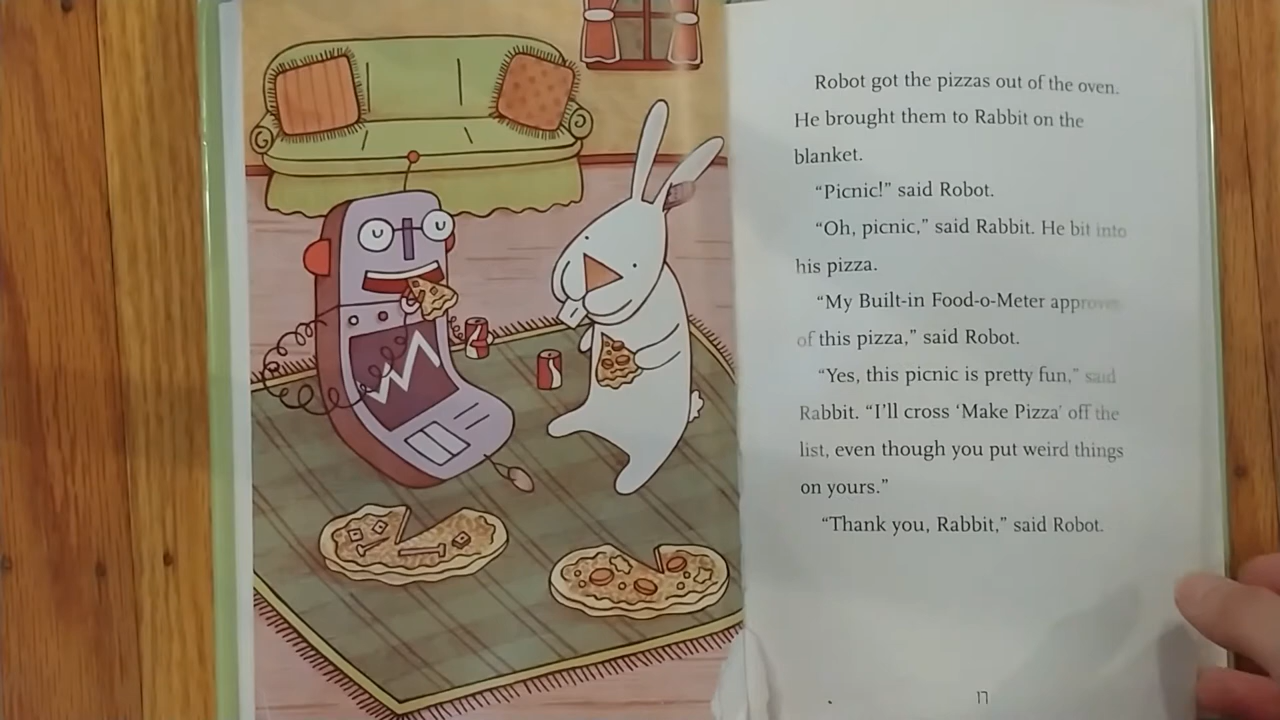 Robot got the pizzas out of the oven.
He brought them to Rabbit on the
blanket.
“Picnic!” said Robot.
“Oh, picnic,” said Rabbit. He bit into
his pizza.
“My Built-in Food-o-Meter approves
of this pizza,” said Robot.
“Yes, this picnic is pretty fun,” said
Rabbit. “I’ll cross ‘Make Pizza’ off the
list, even though you put weird things
on yours.”
“Thank you, Rabbit,” said Robot.
17